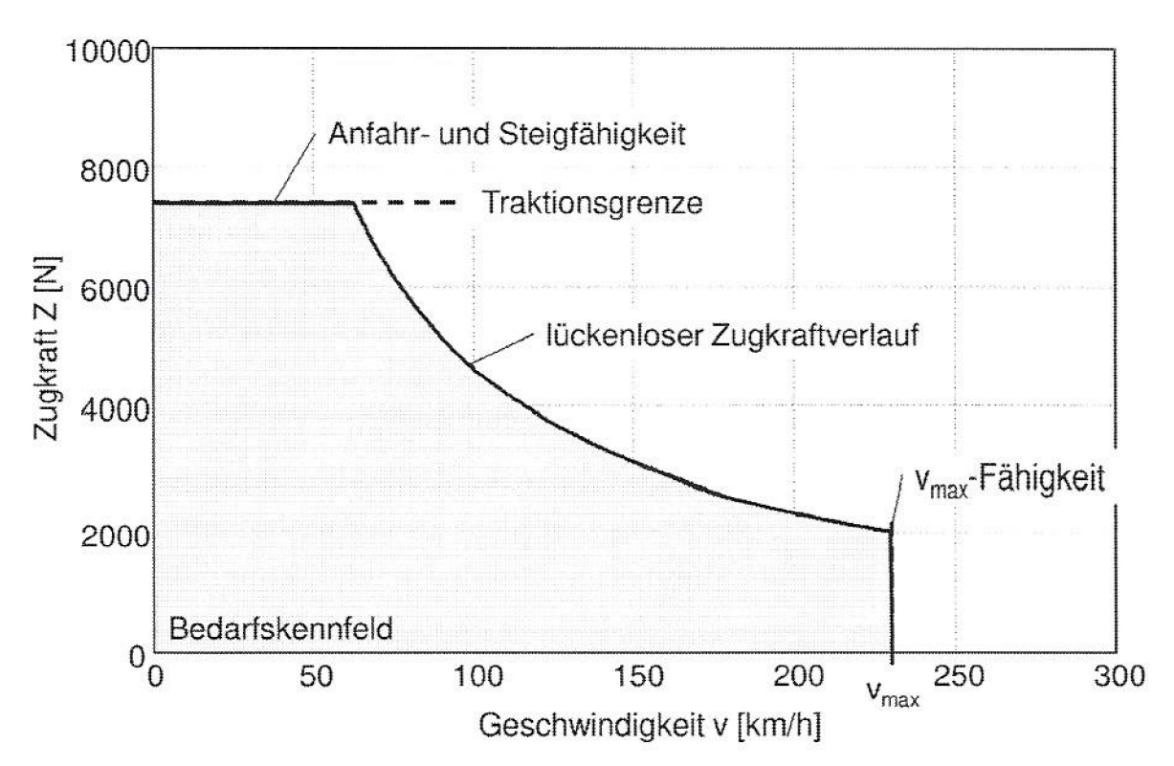 10000
Anfahr- und Steigfähigkeit
8000
Traktionsgrenze
6000
lückenloser Zugkraftverlauf
4000
vmax-Fähigkeit
2000
Bedarfskennfeld
0
0 50 100 150 200 250 300
vmax
Geschwindigkeit v [km/h]
Zugkraft Z [N]